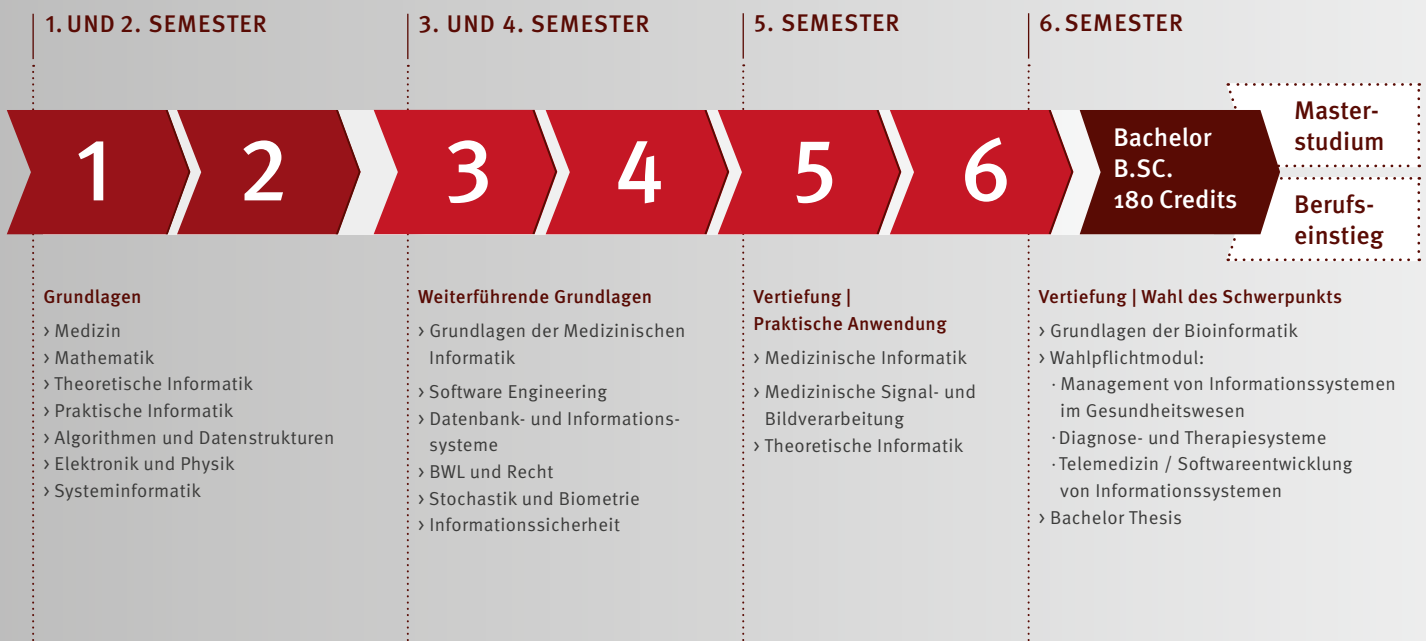 1. UND 2. SEMESTER
3. UND 4. SEMESTER
5. SEMESTER
6. SEMESTER
1
2
3
4
5
6
Bachelor
B.SC.
180 Credits
Master-
studium
Berufs-
einstieg
Grundlagen
› Medizin
› Mathematik
› Theoretische Informatik
› Praktische Informatik
› Algorithmen und Datenstrukturen
› Elektronik und Physik
› Systeminformatik
Weiterführende Grundlagen
› Grundlagen der Medizinischen
Informatik
› Software Engineering
› Datenbank- und Informations-
systeme
› BWL und Recht
› Stochastik und Biometrie
› Informationssicherheit
Vertiefung |
Praktische Anwendung
› Medizinische Informatik
› Medizinische Signal- und
Bildverarbeitung
› Theoretische Informatik
Vertiefung | Wahl des Schwerpunkts
› Grundlagen der Bioinformatik
› Wahlpflichtmodul:
· Management von Informationssystemen
im Gesundheitswesen
· Diagnose- und Therapiesysteme
· Telemedizin / Softwareentwicklung
von Informationssystemen
› Bachelor Thesis